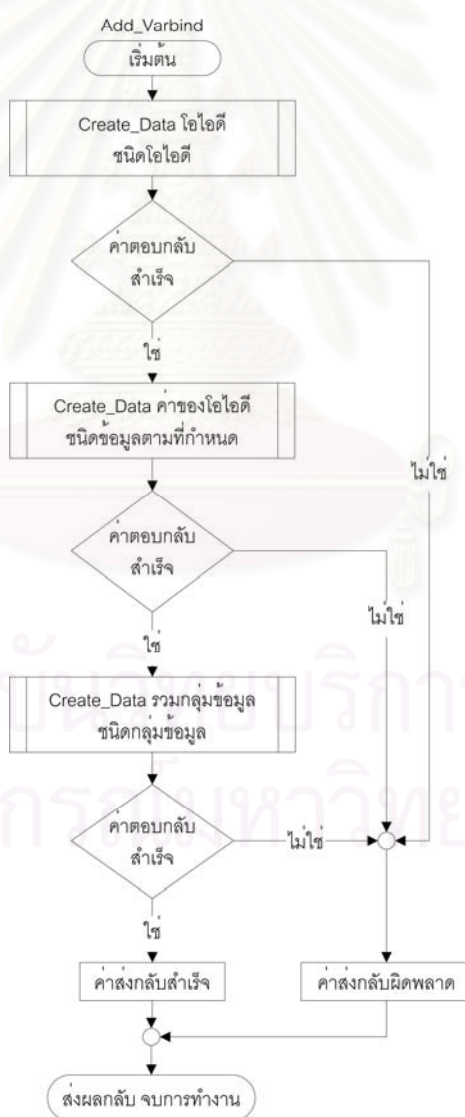 Add_Varbind
เริ่มต้น
Create_Data โอไอดี
ชนิดโอไอดี
ค่าตอบกลับ
สำเร็จ
ใช่
ไม่ใช่
Create_Data ค่าของโอไอดี
ชนิดข้อมูลตามที่กำหนด
ค่าตอบกลับ
สำเร็จ
ไม่ใช่
ใช่
Create_Data รวมกลุ่มข้อมูล
ชนิดกลุ่มข้อมูล
ค่าตอบกลับ
สำเร็จ
ไม่ใช่
ใช่
ค่าส่งกลับสำเร็จ
ค่าส่งกลับผิดพลาด
ส่งผลกลับ จบการทำงาน